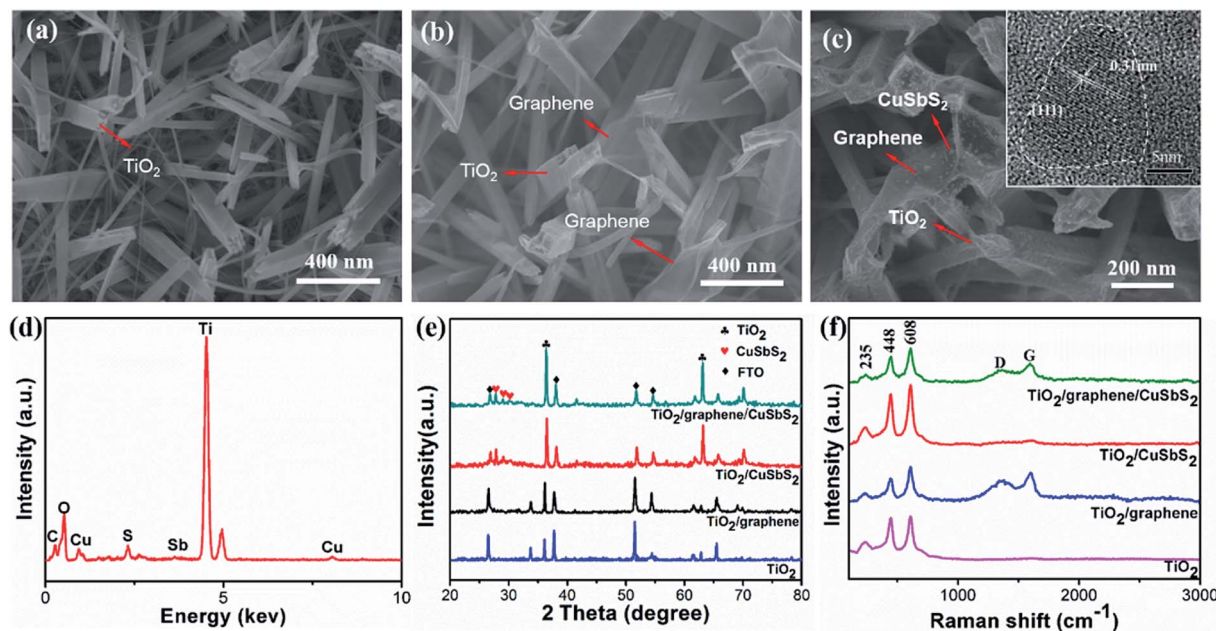 (a)
TiO₂
400 nm
(b)
Graphene
TiO₂
Graphene
400 nm
(c)
CuSbS₂
Graphene
TiO₂
200 nm
0.31nm
(111)
5nm
(d)
Ti
C
O
Cu
S
Sb
Cu
Intensity (a.u.)
0
5
10
Energy (kev)
(e)
♣ TiO₂
♥ CuSbS₂
♦ FTO
TiO₂/graphene/CuSbS₂
TiO₂/CuSbS₂
TiO₂/graphene
TiO₂
Intensity(a.u.)
20 30 40 50 60 70 80
2 Theta (degree)
(f)
235
448
608
D
G
TiO₂/graphene/CuSbS₂
TiO₂/CuSbS₂
TiO₂/graphene
TiO₂
Intensity (a.u.)
1000 2000 3000
Raman shift (cm⁻¹)